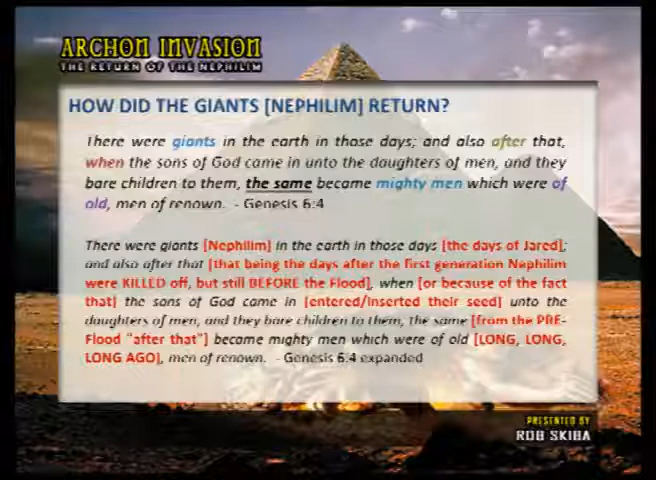 ARCHON INVASION
THE RETURN OF THE NEPHILIM
HOW DID THE GIANTS [NEPHILIM] RETURN?
There were giants in the earth in those days; and also after that,
when the sons of God came in unto the daughters of men, and they
bare children to them, the same became mighty men which were of
old, men of renown. - Genesis 6:4
There were giants [Nephilim] in the earth in those days [the days of Jared];
and also after that [that being the days after the first generation Nephilim
were KILLED off, but still BEFORE the Flood], when [or because of the fact
that] the sons of God came in [entered/inserted their seed] unto the
daughters of men, and they bare children to them, the same [from the PRE-
Flood "after that"] became mighty men which were of old [LONG, LONG,
LONG AGO], men of renown. - Genesis 6:4 expanded
PRESENTED BY
ROB SKIBA